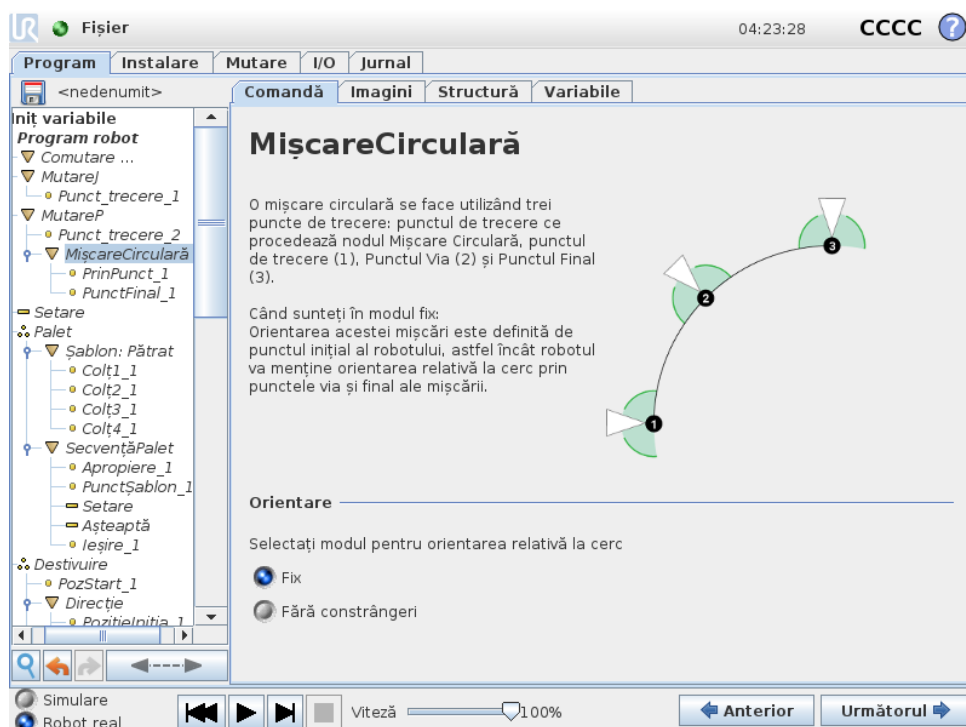 UR Fișier 04:23:28 CCCC ?
Program Instalare Mutare I/O Jurnal
<nedenumit>
Comandă Imagini Structură Variabile
Iniț variabile
Program robot
Comutare ...
MutareJ
Punct_trecere_1
MutareP
Punct_trecere_2
MișcareCirculară
PrinPunct_1
PunctFinal_1
Setare
Palet
Șablon: Pătrat
Colț1_1
Colț2_1
Colț3_1
Colț4_1
SecvențăPalet
Apropiere_1
PunctȘablon_1
Setare
Așteaptă
Ieșire_1
Destivuire
PozStart_1
Direcție
PozițieIniția_1
MișcareCirculară
O mișcare circulară se face utilizând trei
puncte de trecere: punctul de trecere ce
procedează nodul Mișcare Circulară, punctul
de trecere (1), Punctul Via (2) și Punctul Final
(3).
Când sunteți în modul fix:
Orientarea acestei mișcări este definită de
punctul inițial al robotului, astfel încât robotul
va menține orientarea relativă la cerc prin
punctele via și final ale mișcării.
3
2
1
Orientare
Selectați modul pentru orientarea relativă la cerc
Fix
Fără constrângeri
Simulare
Robot real
Viteză 100%
Anterior Următorul